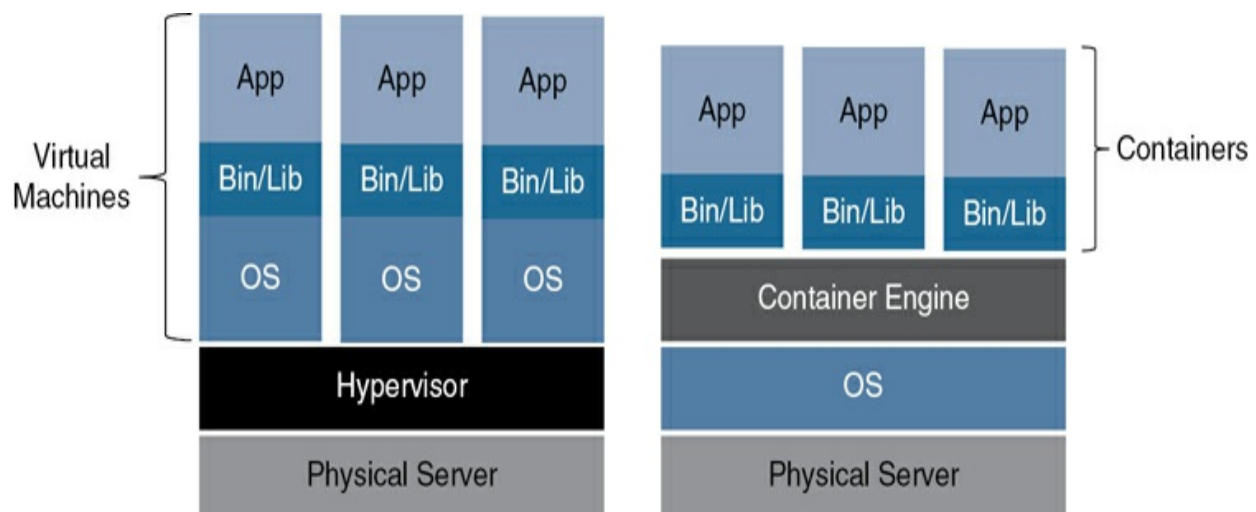 App App App
Bin/Lib Bin/Lib Bin/Lib
OS OS OS
Virtual
Machines
Hypervisor
Physical Server
App App App
Bin/Lib Bin/Lib Bin/Lib
Containers
Container Engine
OS
Physical Server